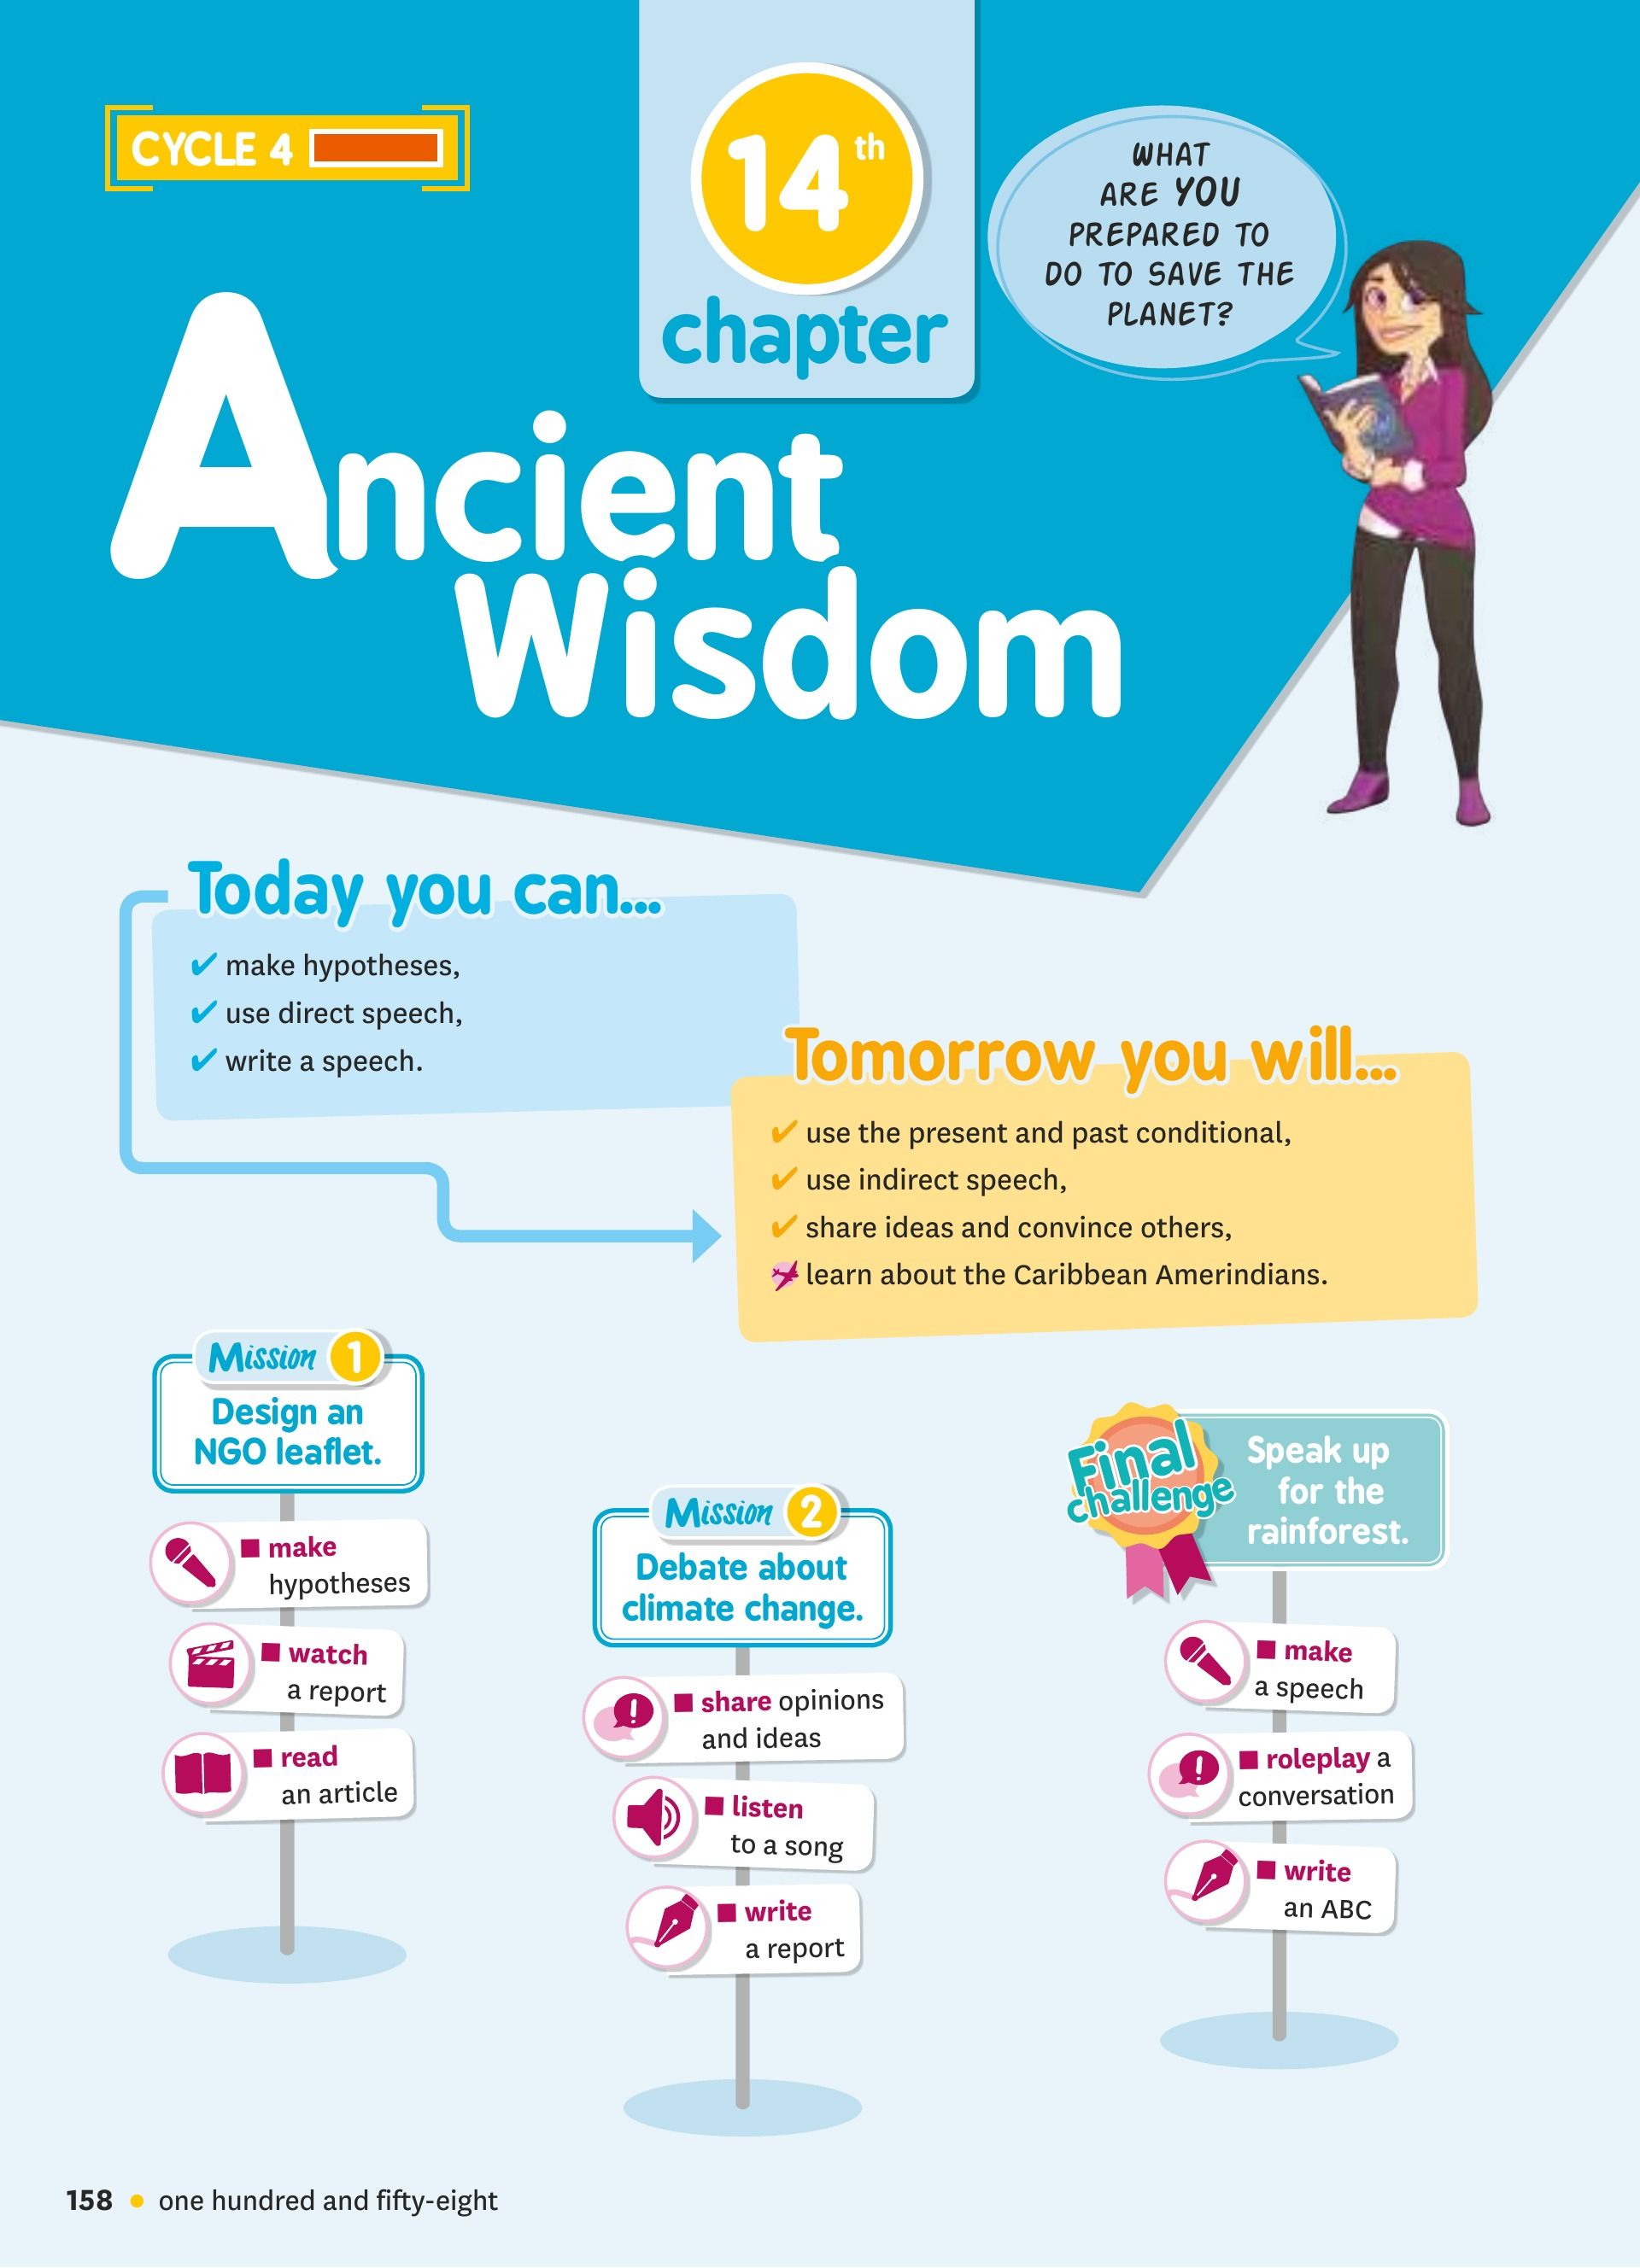 CYCLE 4
14th
chapter
WHAT
ARE YOU
PREPARED TO
DO TO SAVE THE
PLANET?
Ancient
Wisdom
Today you can...
✔ make hypotheses,
✔ use direct speech,
✔ write a speech.
Tomorrow you will...
✔ use the present and past conditional,
✔ use indirect speech,
✔ share ideas and convince others,
learn about the Caribbean Amerindians.
Mission 1
Design an
NGO leaflet.
■ make
hypotheses
■ watch
a report
■ read
an article
Mission 2
Debate about
climate change.
■ share opinions
and ideas
■ listen
to a song
■ write
a report
Final
challenge
Speak up
for the
rainforest.
■ make
a speech
■ roleplay a
conversation
■ write
an ABC
158 • one hundred and fifty-eight